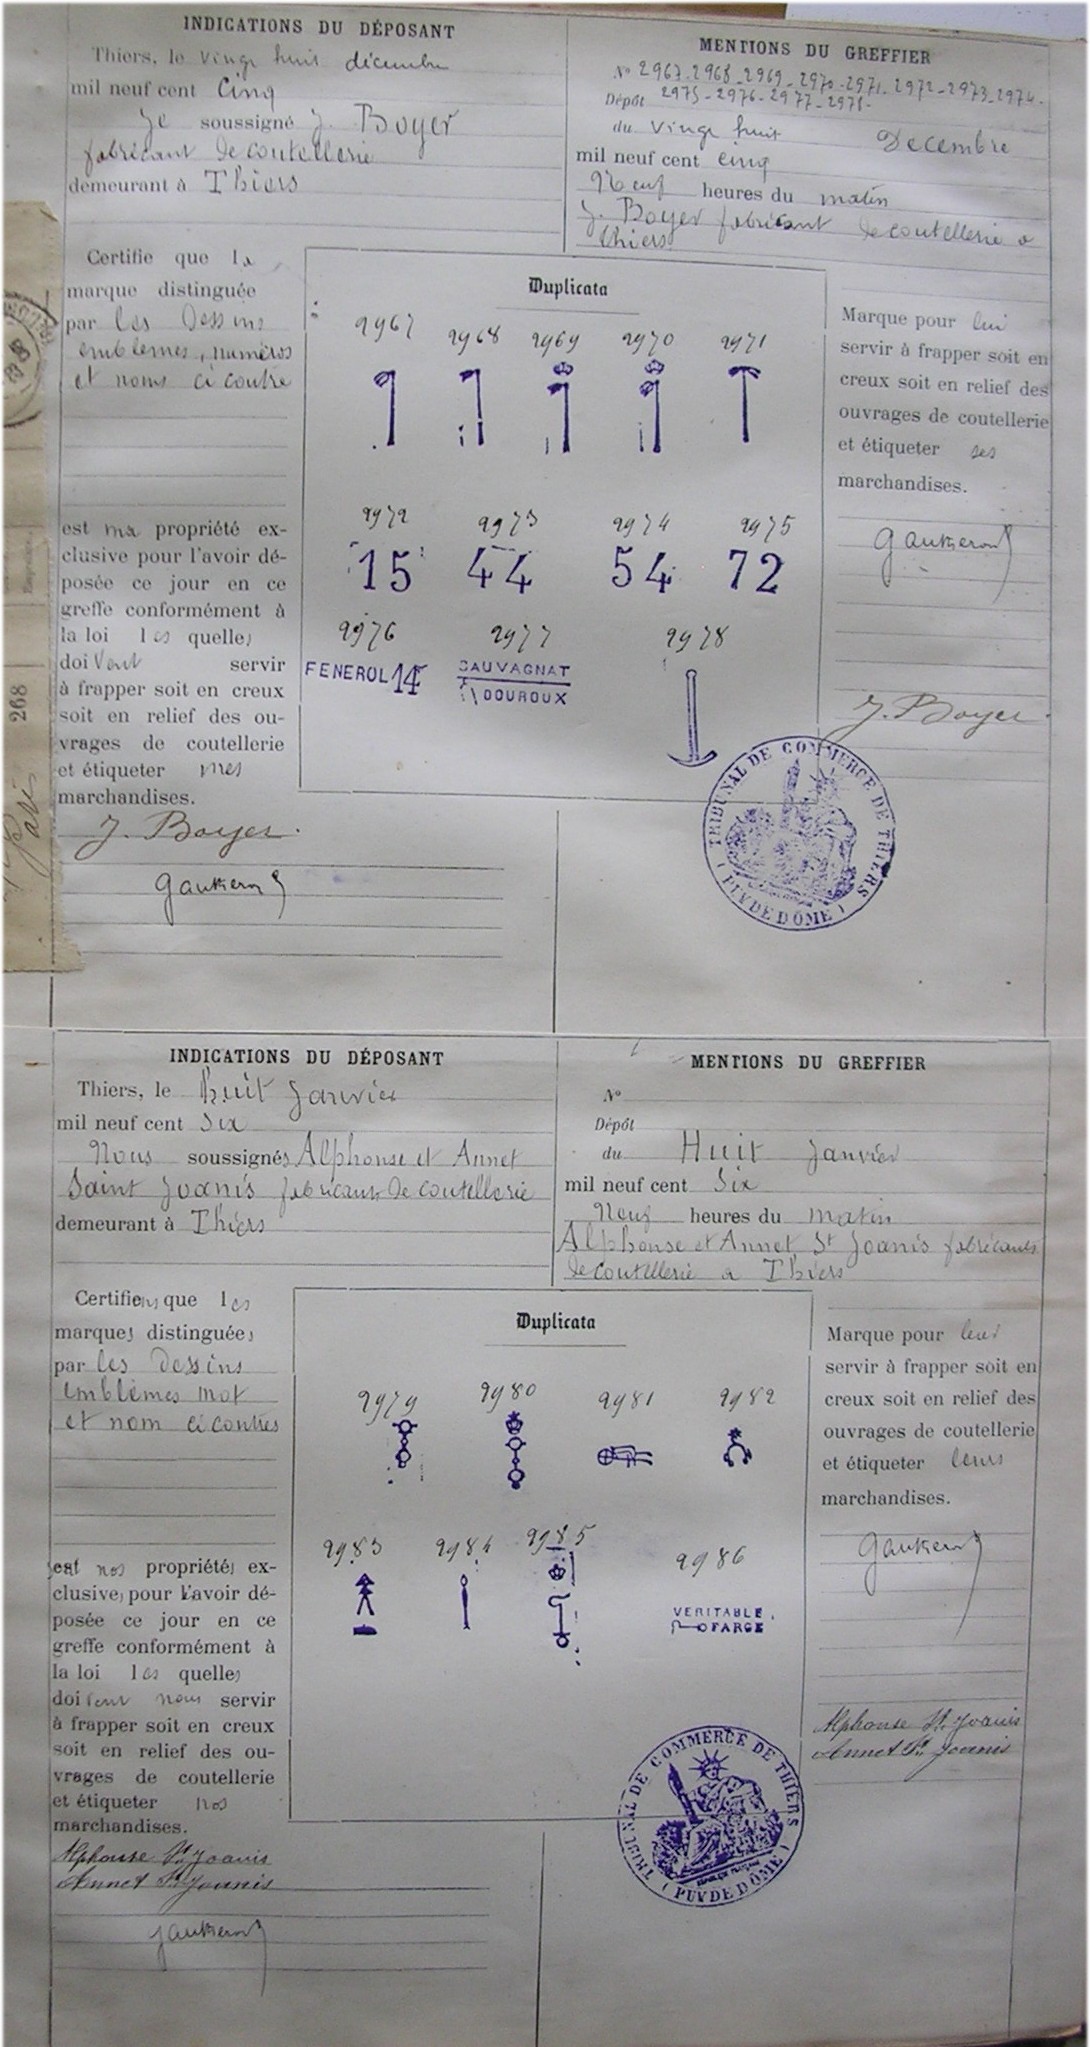 INDICATIONS DU DÉPOSANT
Thiers, le vingt huit décembre
mil neuf cent Cinq
Je soussigné J. Boyer
fabricant de coutellerie
demeurant à Thiers
MENTIONS DU GREFFIER
N° 2967-2968-2969-2970-2971-2972-2973-2974-
Dépôt 2975-2976-2977-2978-
du vingt huit Decembre
mil neuf cent cinq
Neuf heures du matin
J. Boyer fabricant de coutellerie a
thiers
Certifie que la
marque distinguée
par les Dessins
emblemes, numéros
et noms ci contre
est ma propriété ex-
clusive pour l'avoir dé-
posée ce jour en ce
greffe conformément à
la loi les quelles
doivent servir
à frapper soit en creux
soit en relief des ou-
vrages de coutellerie
et étiqueter mes
marchandises.
J. Boyer.
Duplicata
2967 2968 2969 2970 2971
2972 2973 2974 2975
15 44 54 72
2976 2977 2978
FENEROL 14 SAUVAGNAT
DOUROUX
Marque pour lui
servir à frapper soit en
creux soit en relief des
ouvrages de coutellerie
et étiqueter ses
marchandises.
J. Boyer.
TRIBUNAL DE COMMERCE DE THIERS
(PUY DE DÔME)
268
INDICATIONS DU DÉPOSANT
Thiers, le huit Janvier
mil neuf cent Six
Nous soussignés Alphonse et Annet
Saint Joanis fabricants de coutellerie
demeurant à Thiers
MENTIONS DU GREFFIER
N°
Dépôt
du Huit Janvier
mil neuf cent Six
Neuf heures du matin
Alphonse et Annet St Joanis fabricants
de coutellerie a Thiers
Certifions que les
marques distinguées
par les dessins
emblèmes mot
et nom ci contres
est nos propriétés ex-
clusives pour l'avoir dé-
posée ce jour en ce
greffe conformément à
la loi les quelles
doivent nous servir
à frapper soit en creux
soit en relief des ou-
vrages de coutellerie
et étiqueter nos
marchandises.
Alphonse St. Joanis
Annet St. Joanis
Duplicata
2979 2980 2981 2982
2983 2984 2985 2986
VERITABLE
LAFARGE
Marque pour leur
servir à frapper soit en
creux soit en relief des
ouvrages de coutellerie
et étiqueter leurs
marchandises.
Alphonse St. Joanis
Annet St. Joanis
TRIBUNAL DE COMMERCE DE THIERS
(PUY DE DÔME)